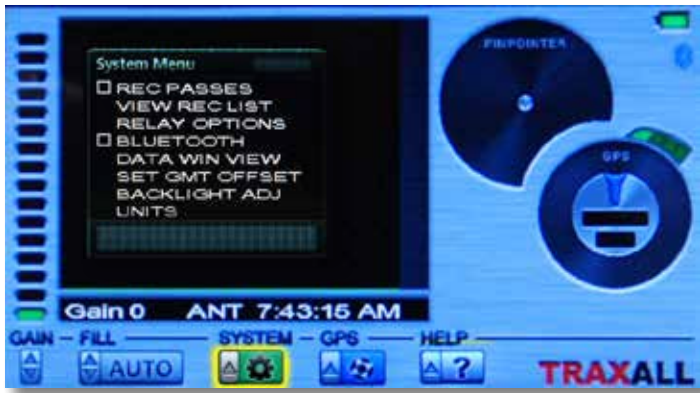 PINPOINTER
System Menu
REC PASSES
VIEW REC LIST
RELAY OPTIONS
BLUETOOTH
DATA WIN VIEW
SET GMT OFFSET
BACKLIGHT ADJ
UNITS
GPS
Gain 0 ANT 7:43:15 AM
GAIN FILL SYSTEM GPS HELP
AUTO ?
TRAXALL